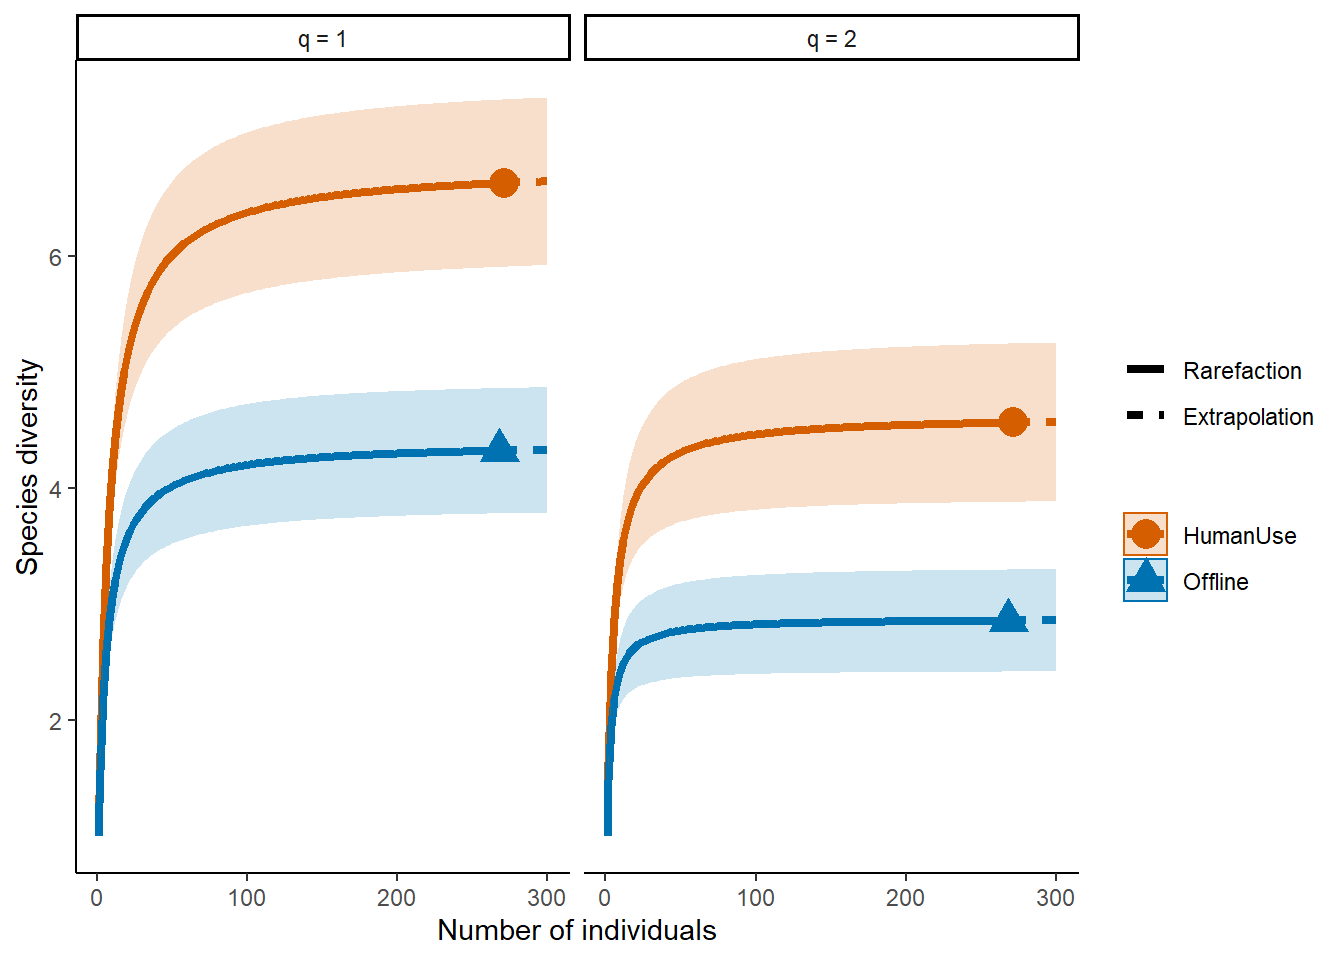 q = 1
q = 2
Species diversity
6
4
2
0
100
200
300
0
100
200
300
Number of individuals
Rarefaction
Extrapolation
HumanUse
Offline